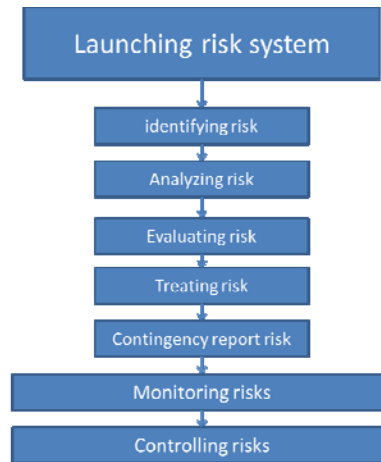 Launching risk system
identifying risk
Analyzing risk
Evaluating risk
Treating risk
Contingency report risk
Monitoring risks
Controlling risks